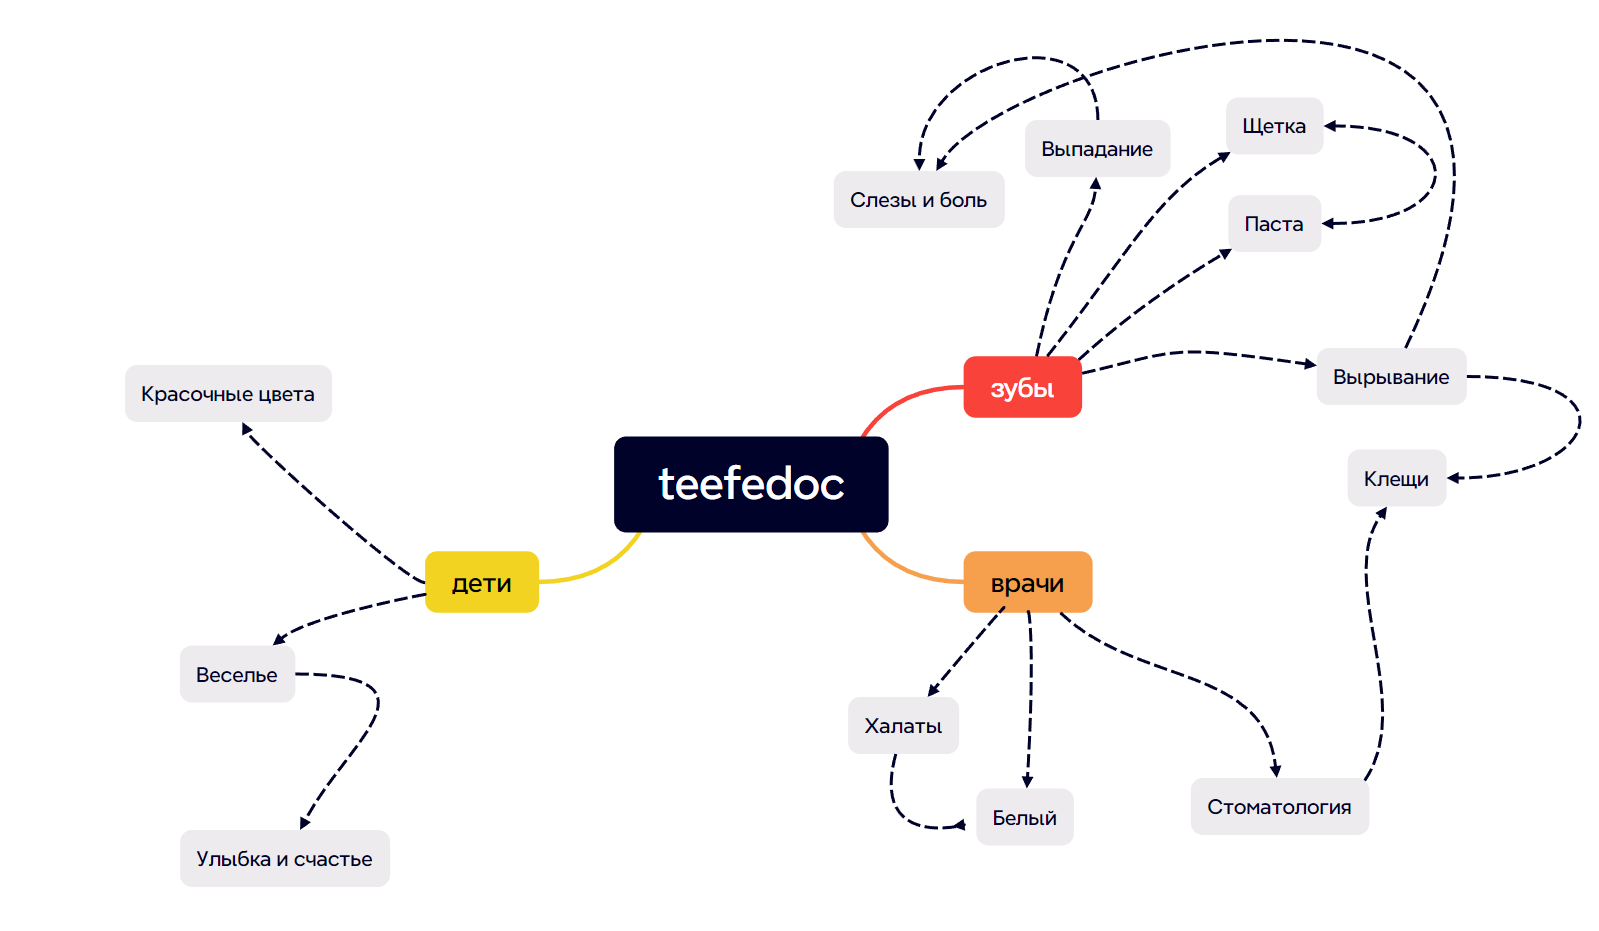 Щетка
Выпадание
Слезы и боль
Паста
Вырывание
зубы
Красочные цвета
Клещи
teefedoc
дети
врачи
Веселье
Халаты
Стоматология
Белый
Улыбка и счастье